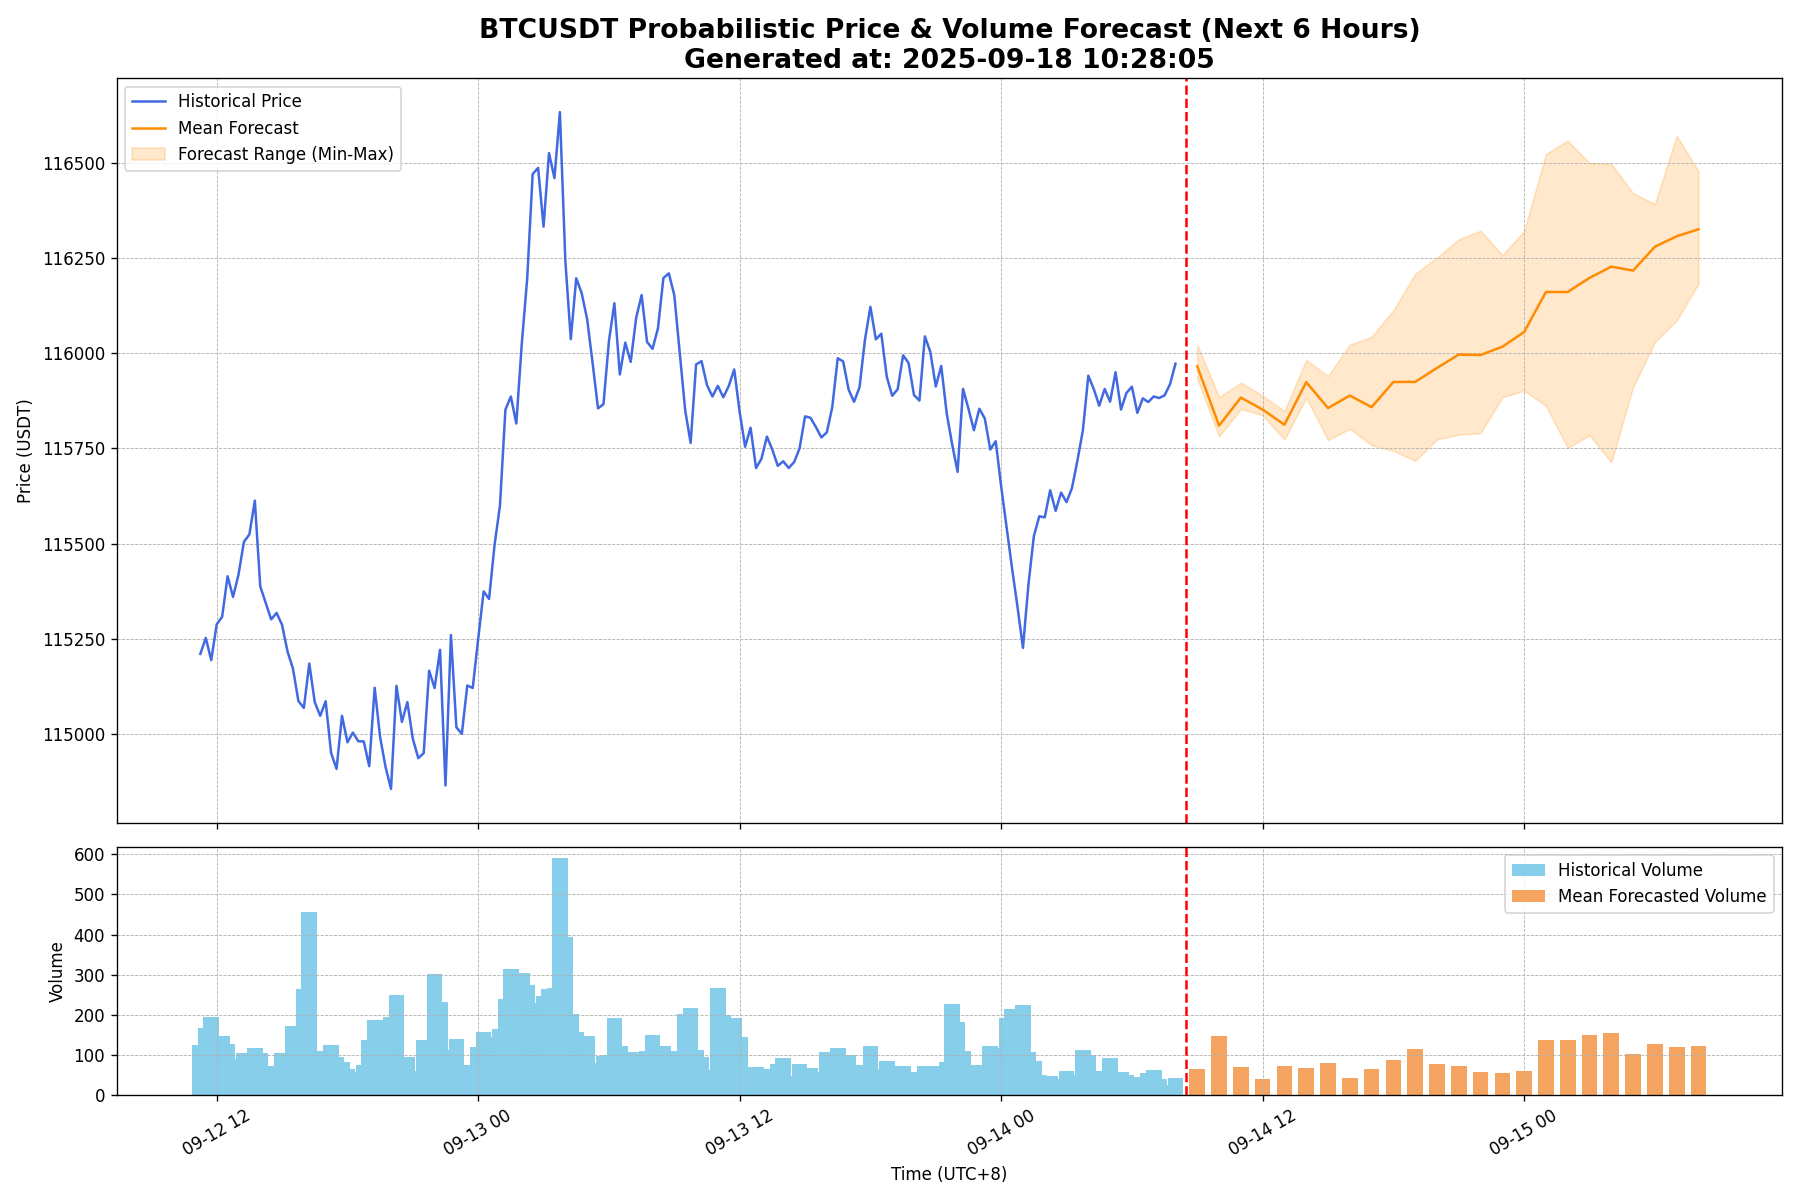 BTCUSDT Probabilistic Price & Volume Forecast (Next 6 Hours)
Generated at: 2025-09-18 10:28:05
Historical Price
Mean Forecast
Forecast Range (Min-Max)
Price (USDT)
116500
116250
116000
115750
115500
115250
115000
Historical Volume
Mean Forecasted Volume
Volume
600
500
400
300
200
100
0
09-12 12
09-13 00
09-13 12
09-14 00
09-14 12
09-15 00
Time (UTC+8)